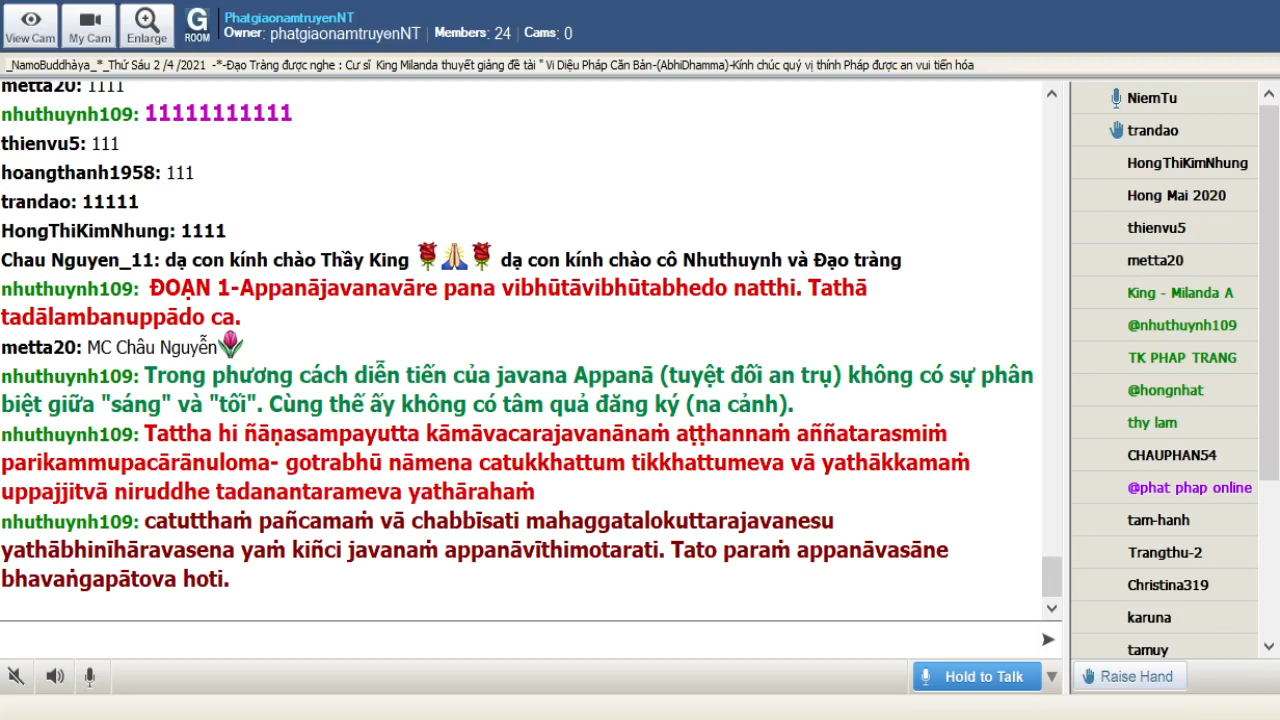 View Cam
My Cam
Enlarge
G
ROOM
PhatgiaonamtruyenNT
Owner: phatgiaonamtruyenNT | Members: 24 | Cams: 0
_NamoBuddhàya_*_Thứ Sáu 2 /4 /2021 -*-Đạo Tràng được nghe : Cư sĩ King Milanda thuyết giảng đề tài " Vi Diệu Pháp Căn Bản-(AbhiDhamma)-Kính chúc quý vị thính Pháp được an vui tiến hóa
metta20: 1111
nhuthuynh109: 11111111111
thienvu5: 111
hoangthanh1958: 111
trandao: 11111
HongThiKimNhung: 1111
Chau Nguyen_11: dạ con kính chào Thầy King 🌹🙏🌹 dạ con kính chào cô Nhuthuynh và Đạo tràng
nhuthuynh109: ĐOẠN 1-Appanājavanavāre pana vibhūtāvibhūtabhedo natthi. Tathā
tadālambanuppādo ca.
metta20: MC Châu Nguyễn🌷
nhuthuynh109: Trong phương cách diễn tiến của javana Appanā (tuyệt đối an trụ) không có sự phân
biệt giữa "sáng" và "tối". Cùng thế ấy không có tâm quả đăng ký (na cảnh).
nhuthuynh109: Tattha hi ñāṇasampayutta kāmāvacarajavanānaṁ aṭṭhannaṁ aññatarasmiṁ
parikammupacārānuloma- gotrabhū nāmena catukkhattum tikkhattumeva vā yathākkamaṁ
uppajjitvā niruddhe tadanantarameva yathārahaṁ
nhuthuynh109: catutthaṁ pañcamaṁ vā chabbīsati mahaggatalokuttarajavanesu
yathābhinīhāravasena yaṁ kiñci javanaṁ appanāvīthimotarati. Tato paraṁ appanāvasāne
bhavaṅgapātova hoti.
NiemTu
trandao
HongThiKimNhung
Hong Mai 2020
thienvu5
metta20
King - Milanda A
@nhuthuynh109
TK PHAP TRANG
@hongnhat
thy lam
CHAUPHAN54
@phat phap online
tam-hanh
Trangthu-2
Christina319
karuna
tamuy
Hold to Talk
Raise Hand